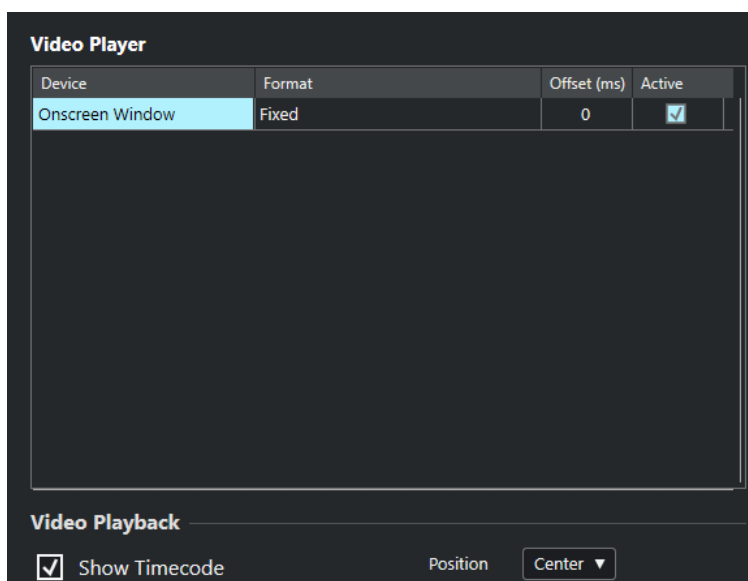 Video Player
Device Format Offset (ms) Active
Onscreen Window Fixed 0
Video Playback
Show Timecode Position Center